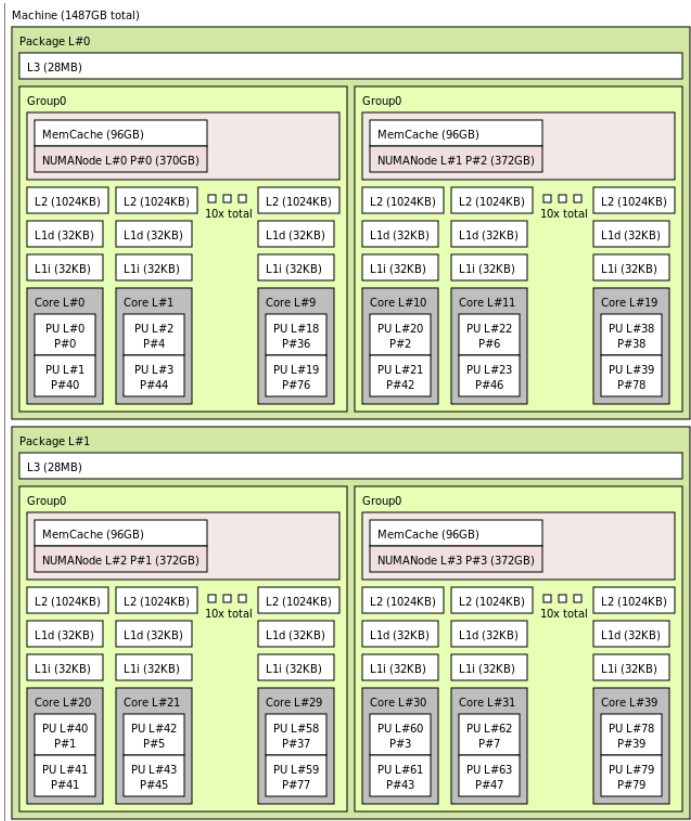 Machine (1487GB total)
Package L#0
L3 (28MB)
Group0
MemCache (96GB)
NUMANode L#0 P#0 (370GB)
L2 (1024KB) L2 (1024KB) L2 (1024KB)
10x total
L1d (32KB) L1d (32KB) L1d (32KB)
L1i (32KB) L1i (32KB) L1i (32KB)
Core L#0 Core L#1 Core L#9
PU L#0 PU L#2 PU L#18
P#0 P#4 P#36
PU L#1 PU L#3 PU L#19
P#40 P#44 P#76
Group0
MemCache (96GB)
NUMANode L#1 P#2 (372GB)
L2 (1024KB) L2 (1024KB) L2 (1024KB)
10x total
L1d (32KB) L1d (32KB) L1d (32KB)
L1i (32KB) L1i (32KB) L1i (32KB)
Core L#10 Core L#11 Core L#19
PU L#20 PU L#22 PU L#38
P#2 P#6 P#38
PU L#21 PU L#23 PU L#39
P#42 P#46 P#78
Package L#1
L3 (28MB)
Group0
MemCache (96GB)
NUMANode L#2 P#1 (372GB)
L2 (1024KB) L2 (1024KB) L2 (1024KB)
10x total
L1d (32KB) L1d (32KB) L1d (32KB)
L1i (32KB) L1i (32KB) L1i (32KB)
Core L#20 Core L#21 Core L#29
PU L#40 PU L#42 PU L#58
P#1 P#5 P#37
PU L#41 PU L#43 PU L#59
P#41 P#45 P#77
Group0
MemCache (96GB)
NUMANode L#3 P#3 (372GB)
L2 (1024KB) L2 (1024KB) L2 (1024KB)
10x total
L1d (32KB) L1d (32KB) L1d (32KB)
L1i (32KB) L1i (32KB) L1i (32KB)
Core L#30 Core L#31 Core L#39
PU L#60 PU L#62 PU L#78
P#3 P#7 P#39
PU L#61 PU L#63 PU L#79
P#43 P#47 P#79